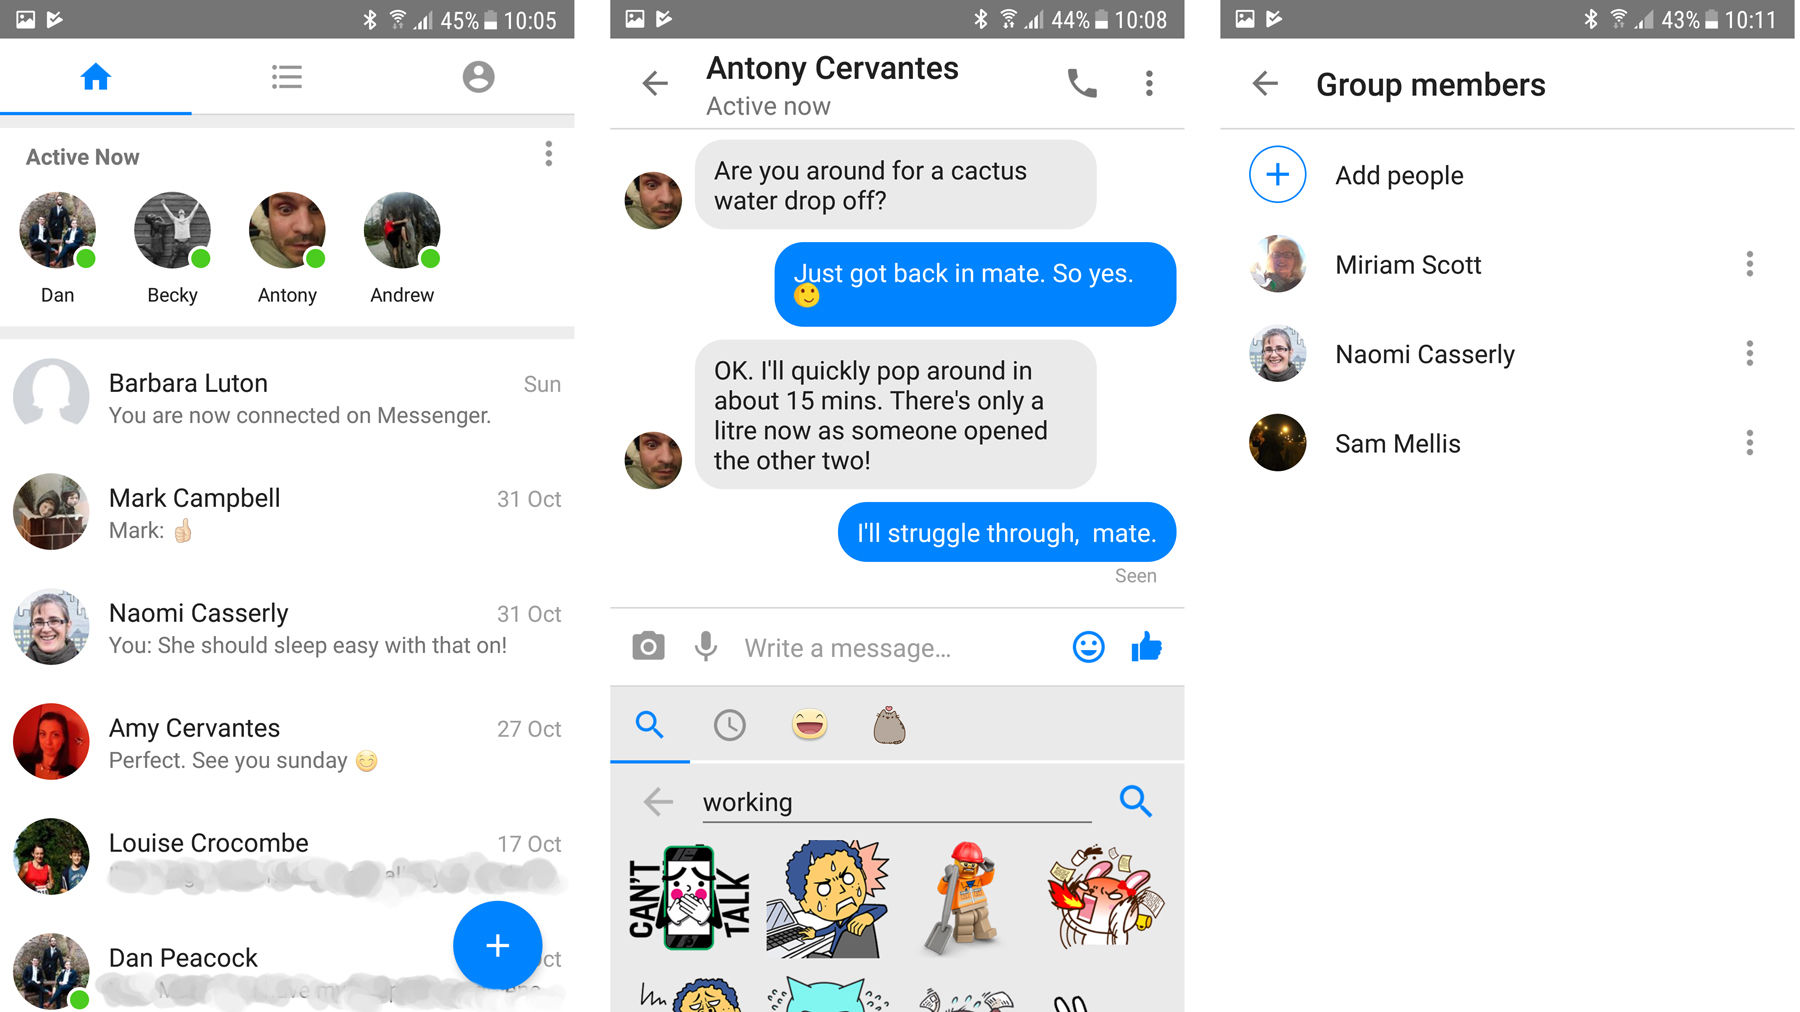 45% 10:05
Active Now
Dan Becky Antony Andrew
Barbara Luton Sun
You are now connected on Messenger.
Mark Campbell 31 Oct
Mark: 👍🏻
Naomi Casserly 31 Oct
You: She should sleep easy with that on!
Amy Cervantes 27 Oct
Perfect. See you sunday 😊
Louise Crocombe 17 Oct
Dan Peacock
44% 10:08
Antony Cervantes
Active now
Are you around for a cactus
water drop off?
Just got back in mate. So yes.
🙂
OK. I'll quickly pop around in
about 15 mins. There's only a
litre now as someone opened
the other two!
I'll struggle through,  mate.
Seen
Write a message...
working
CAN'T
TALK
43% 10:11
Group members
Add people
Miriam Scott
Naomi Casserly
Sam Mellis